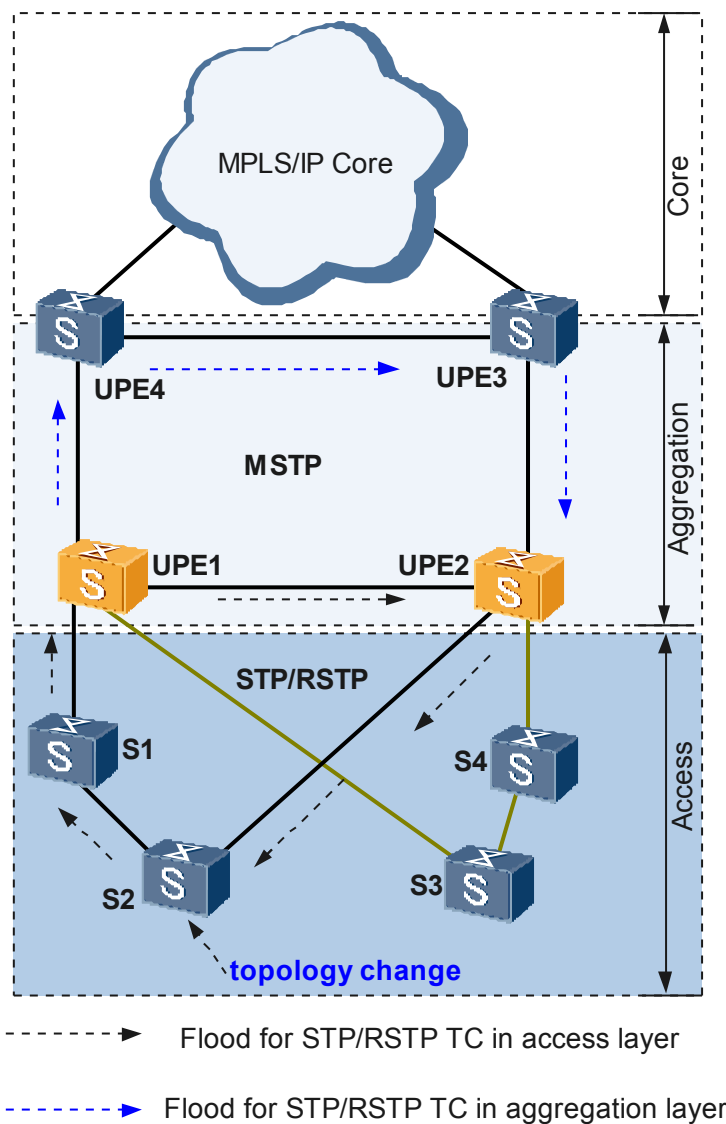 MPLS/IP Core
Core
S
S
UPE4
UPE3
MSTP
Aggregation
S
UPE1
UPE2
S
STP/RSTP
S
S1
S4
S
Access
S2
S
S3
S
topology change
Flood for STP/RSTP TC in access layer
Flood for STP/RSTP TC in aggregation layer